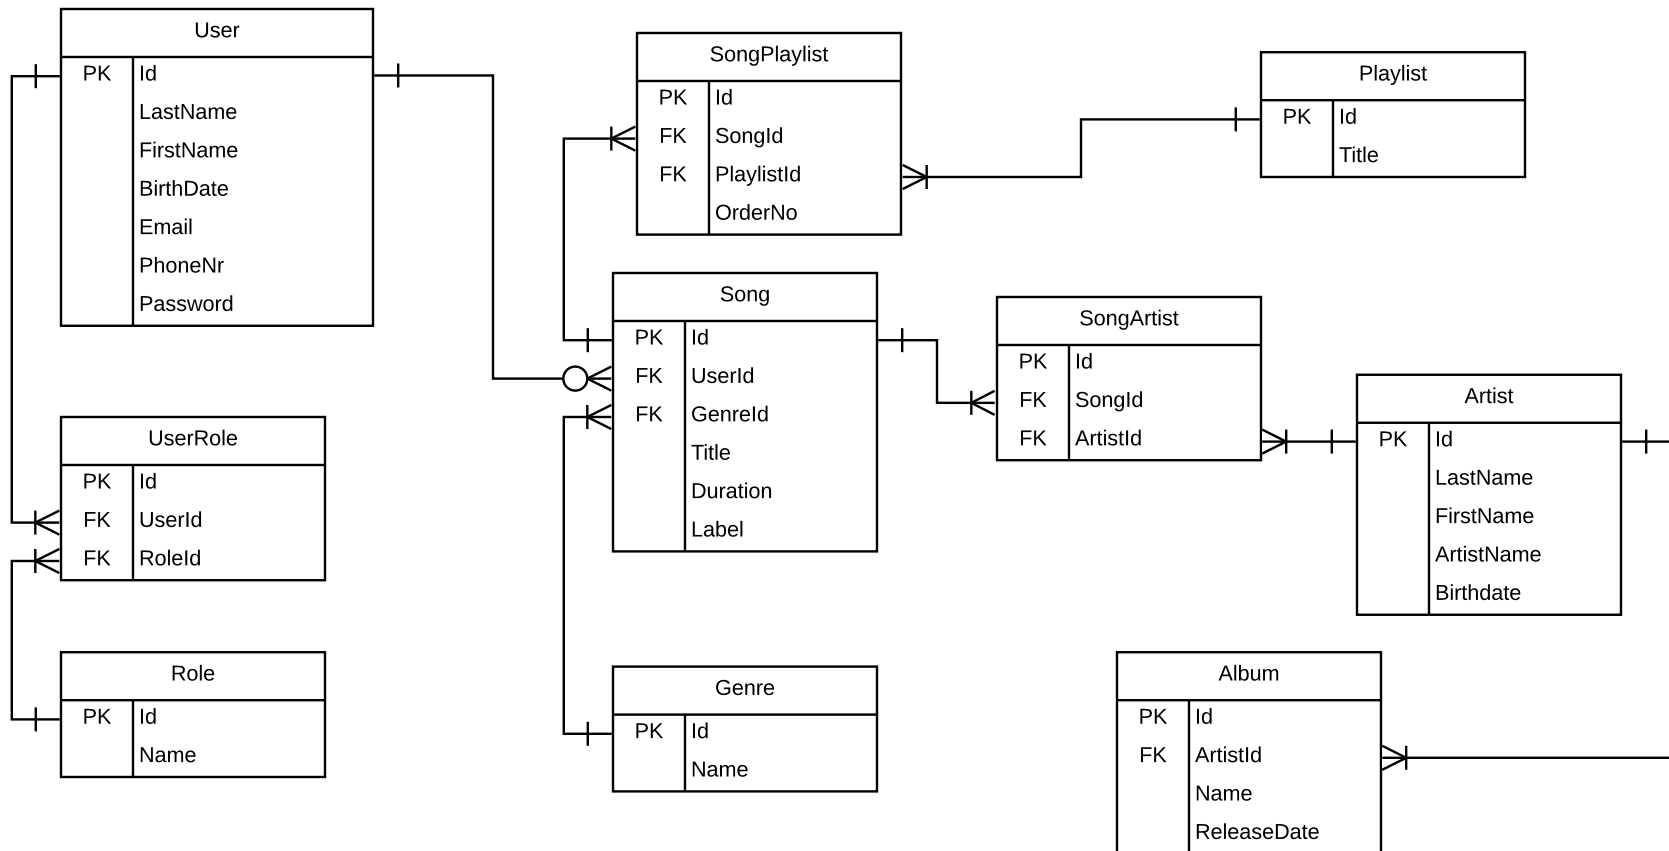 User
PK Id
LastName
FirstName
BirthDate
Email
PhoneNr
Password
SongPlaylist
PK Id
FK SongId
FK PlaylistId
OrderNo
Playlist
PK Id
Title
Song
PK Id
FK UserId
FK GenreId
Title
Duration
Label
SongArtist
PK Id
FK SongId
FK ArtistId
Artist
PK Id
LastName
FirstName
ArtistName
Birthdate
UserRole
PK Id
FK UserId
FK RoleId
Role
PK Id
Name
Genre
PK Id
Name
Album
PK Id
FK ArtistId
Name
ReleaseDate